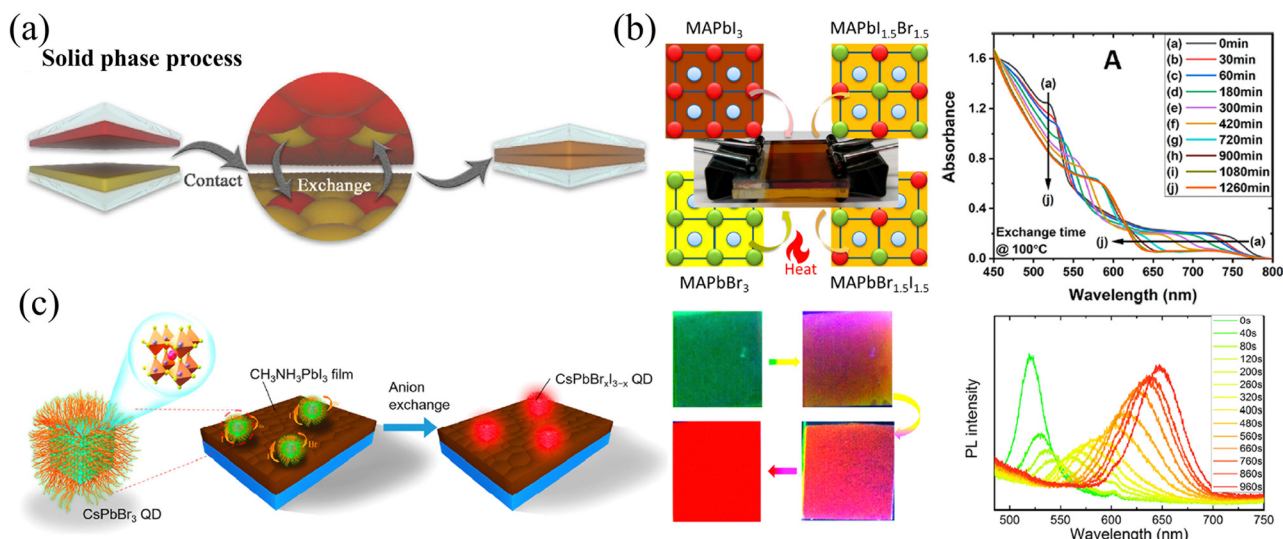 (a)
Solid phase process
Contact
Exchange
(b)
MAPbI3
MAPbI1.5Br1.5
MAPbBr3
Heat
MAPbBr1.5I1.5
A
(a) 0min
(b) 30min
(c) 60min
(d) 180min
(e) 300min
(f) 420min
(g) 720min
(h) 900min
(i) 1080min
(j) 1260min
(a)
(j)
(j)
(a)
Exchange time
@ 100°C
Absorbance
1.6
1.2
0.8
0.4
0.0
450 500 550 600 650 700 750 800
Wavelength (nm)
(c)
CH3NH3PbI3 film
CsPbBr3 QD
Br
Anion
exchange
CsPbBrxI3−x QD
PL intensity
0s
40s
80s
120s
200s
260s
320s
400s
480s
560s
660s
760s
860s
960s
500 550 600 650 700 750
Wavelength (nm)